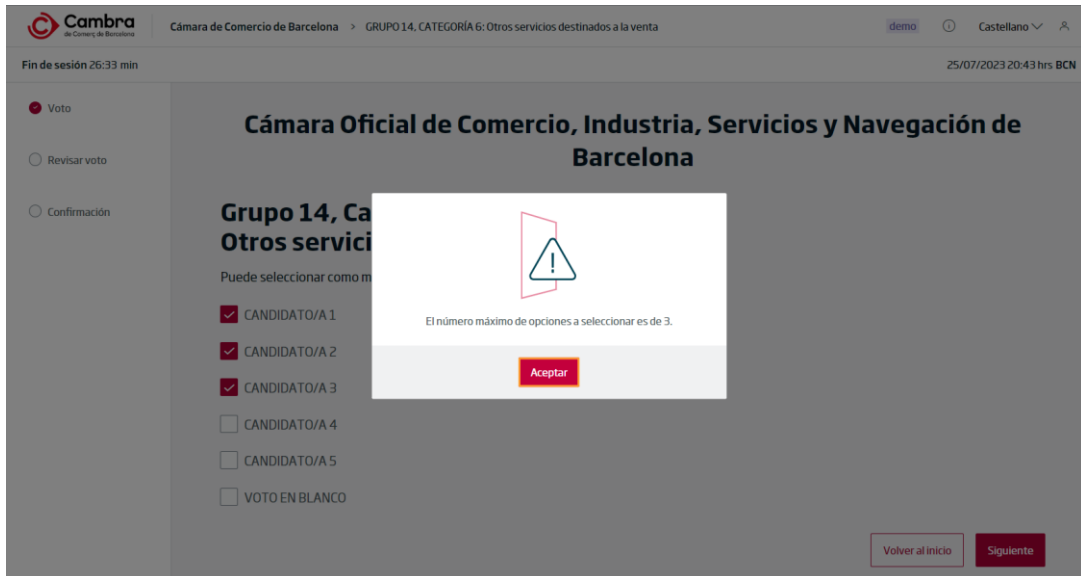 Cambra
de Comerç de Barcelona
Cámara de Comercio de Barcelona > GRUPO 14, CATEGORÍA 6: Otros servicios destinados a la venta
demo
Castellano
Fin de sesión 26:33 min
25/07/2023 20:43 hrs BCN
Voto
Revisar voto
Confirmación
Cámara Oficial de Comercio, Industria, Servicios y Navegación de
Barcelona
Grupo 14, Ca
Otros servici
Puede seleccionar como m
CANDIDATO/A 1
CANDIDATO/A 2
CANDIDATO/A 3
CANDIDATO/A 4
CANDIDATO/A 5
VOTO EN BLANCO
El número máximo de opciones a seleccionar es de 3.
Aceptar
Volver al inicio
Siguiente